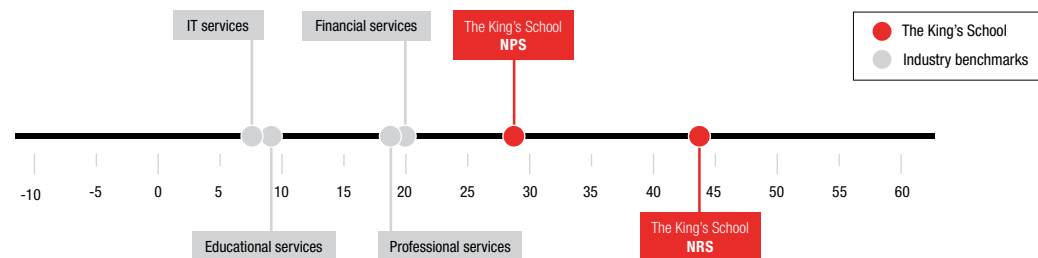 IT services
Financial services
The King’s School
NPS
The King’s School
Industry benchmarks
-10 -5 0 5 10 15 20 25 30 35 40 45 50 55 60
Educational services
Professional services
The King’s School
NRS